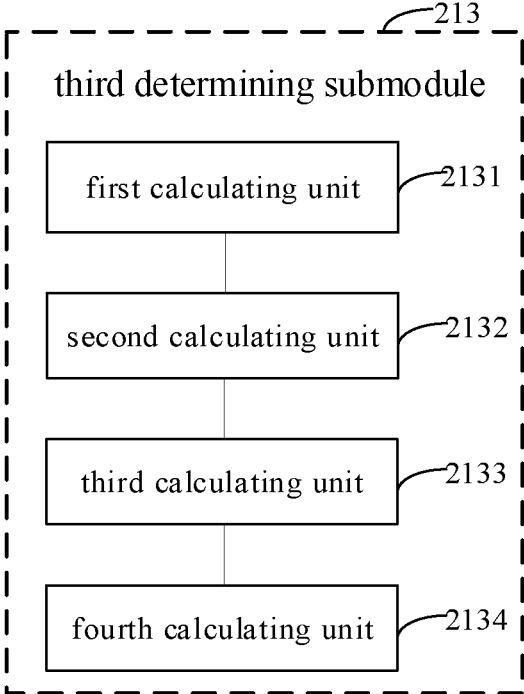 213
third determining submodule
first calculating unit
2131
second calculating unit
2132
third calculating unit
2133
fourth calculating unit
2134